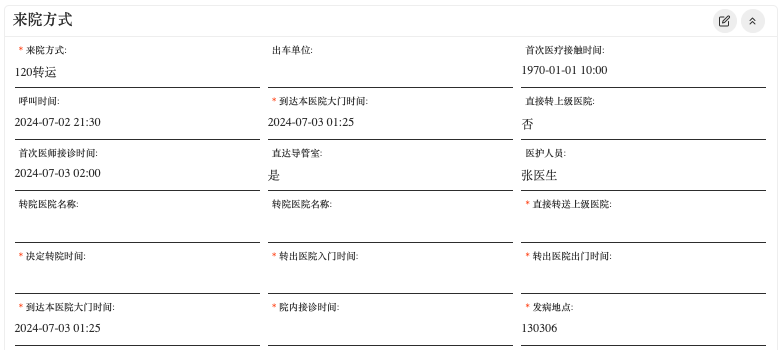 来院方式
* 来院方式:
出车单位:
首次医疗接触时间:
120转运
1970-01-01 10:00
呼叫时间:
* 到达本医院大门时间:
直接转上级医院:
2024-07-02 21:30
2024-07-03 01:25
否
首次医师接诊时间:
直达导管室:
医护人员:
2024-07-03 02:00
是
张医生
转院医院名称:
转院医院名称:
* 直接转送上级医院:
* 决定转院时间:
* 转出医院入门时间:
* 转出医院出门时间:
* 到达本医院大门时间:
* 院内接诊时间:
* 发病地点:
2024-07-03 01:25
130306